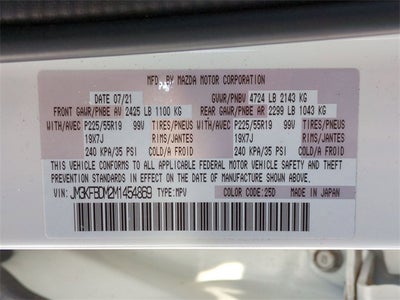 MFD. BY MAZDA MOTOR CORPORATION
DATE 07/21 GVWR/PNBV 4724 LB 2143 KG
FRONT GAWR/PNBE AV 2425 LB 1100 KG REAR GAWR/PNBE AR 2299 LB 1043 KG
WITH/AVEC P225/55R19 99V TIRES/PNEUS WITH/AVEC P225/55R19 99V TIRES/PNEUS
19X7J RIMS/JANTES 19X7J RIMS/JANTES
240 KPA/35 PSI COLD/A FROID 240 KPA/35 PSI COLD/A FROID
THIS VEHICLE CONFORMS TO ALL APPLICABLE FEDERAL MOTOR VEHICLE SAFETY AND THEFT
PREVENTION STANDARDS IN EFFECT ON THE DATE OF MANUFACTURE SHOWN ABOVE.
VIN: JM3KFBDM2M1454869 TYPE:MPV COLOR CODE:25D MADE IN JAPAN